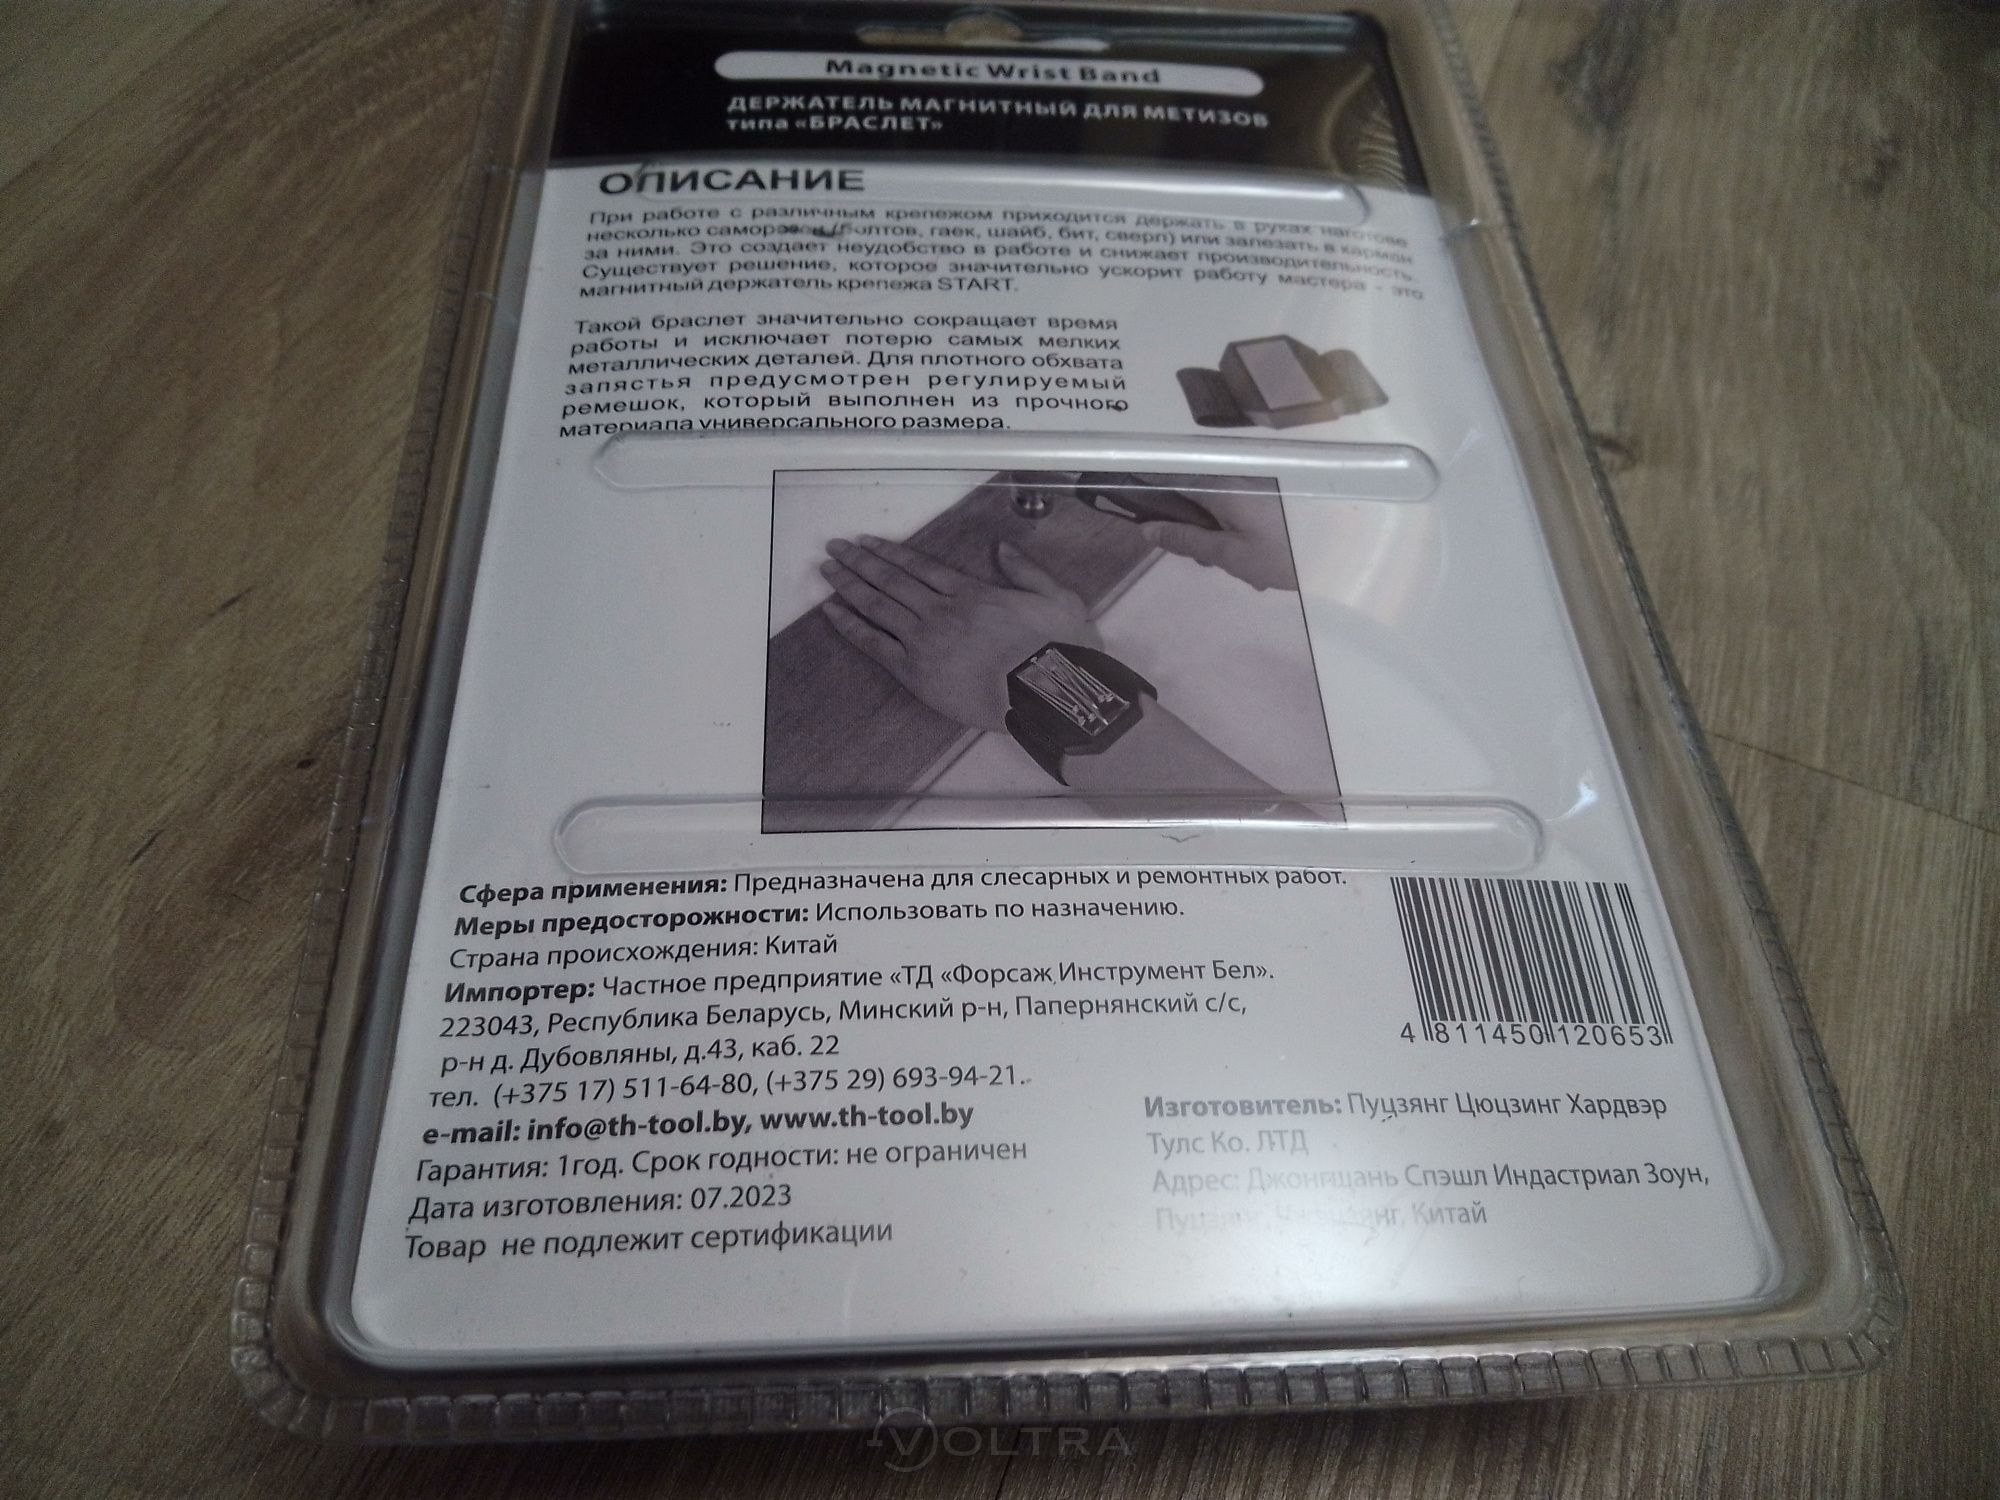 Magnetic Wrist Band
ДЕРЖАТЕЛЬ МАГНИТНЫЙ ДЛЯ МЕТИЗОВ
типа «БРАСЛЕТ»
ОПИСАНИЕ
При работе с различным крепежом приходится держать в руках наготове
несколько саморезов (болтов, гаек, шайб, бит, сверл) или залезать в карман
за ними. Это создает неудобство в работе и снижает производительность.
Существует решение, которое значительно ускорит работу мастера - это
магнитный держатель крепежа START.
Такой браслет значительно сокращает время
работы и исключает потерю самых мелких
металлических деталей. Для плотного обхвата
запястья предусмотрен регулируемый
ремешок, который выполнен из прочного
материала универсального размера.
Сфера применения: Предназначена для слесарных и ремонтных работ.
Меры предосторожности: Использовать по назначению.
Страна происхождения: Китай
Импортер: Частное предприятие «ТД «Форсаж Инструмент Бел».
223043, Республика Беларусь, Минский р-н, Папернянский с/с,
р-н д. Дубовляны, д.43, каб. 22
тел. (+375 17) 511-64-80, (+375 29) 693-94-21.
e-mail: info@th-tool.by, www.th-tool.by
Гарантия: 1год. Срок годности: не ограничен
Дата изготовления: 07.2023
Товар не подлежит сертификации
4 811450 120653
Изготовитель: Пуцзянг Цюцзинг Хардвэр
Тулс Ко. ЛТД
Адрес: Джонгшань Спэшл Индастриал Зоун,
Китай
VOLTRA